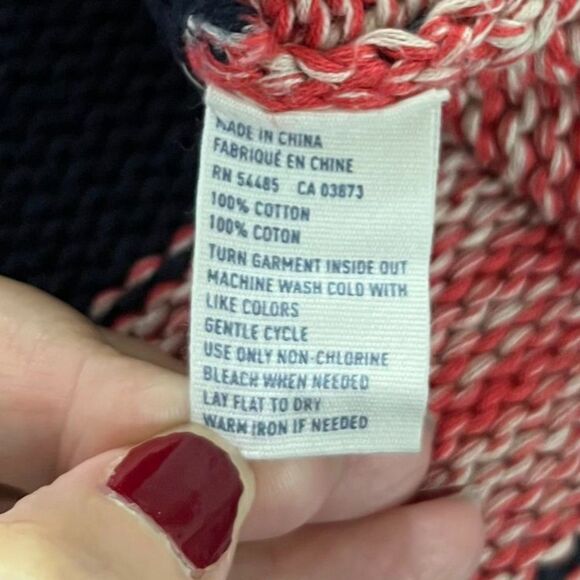 MADE IN CHINA
FABRIQUÉ EN CHINE
RN 54485 CA 03873
100% COTTON
100% COTON
TURN GARMENT INSIDE OUT
MACHINE WASH COLD WITH
LIKE COLORS
GENTLE CYCLE
USE ONLY NON-CHLORINE
BLEACH WHEN NEEDED
LAY FLAT TO DRY
WARM IRON IF NEEDED